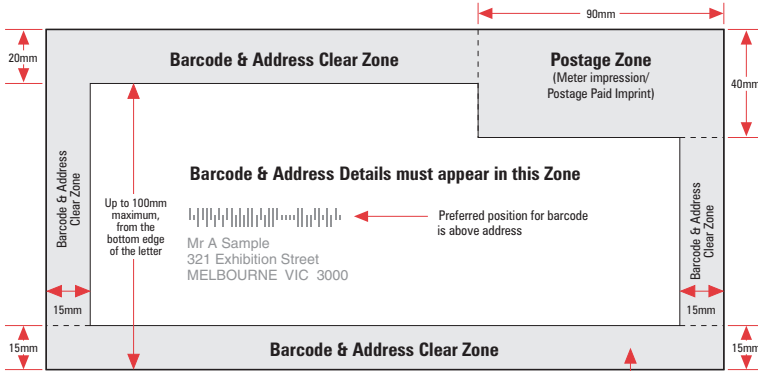 90mm
20mm
Barcode & Address Clear Zone
Postage Zone
(Meter impression/
Postage Paid Imprint)
40mm
Barcode & Address
Clear Zone
Barcode & Address Details must appear in this Zone
Up to 100mm
maximum,
from the
bottom edge
of the letter
Preferred position for barcode
is above address
Mr A Sample
321 Exhibition Street
MELBOURNE VIC 3000
Barcode & Address
Clear Zone
15mm
15mm
15mm
Barcode & Address Clear Zone
15mm